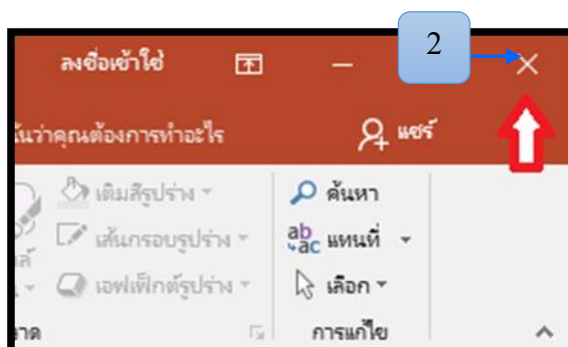 2
ลงชื่อเข้าใช้
แชร์
นว่าคุณต้องการทำอะไร
เติมสีรูปร่าง
ค้นหา
เส้นกรอบรูปร่าง
ab
ac แทนที่
เอฟเฟ็กต์รูปร่าง
เลือก
การแก้ไข